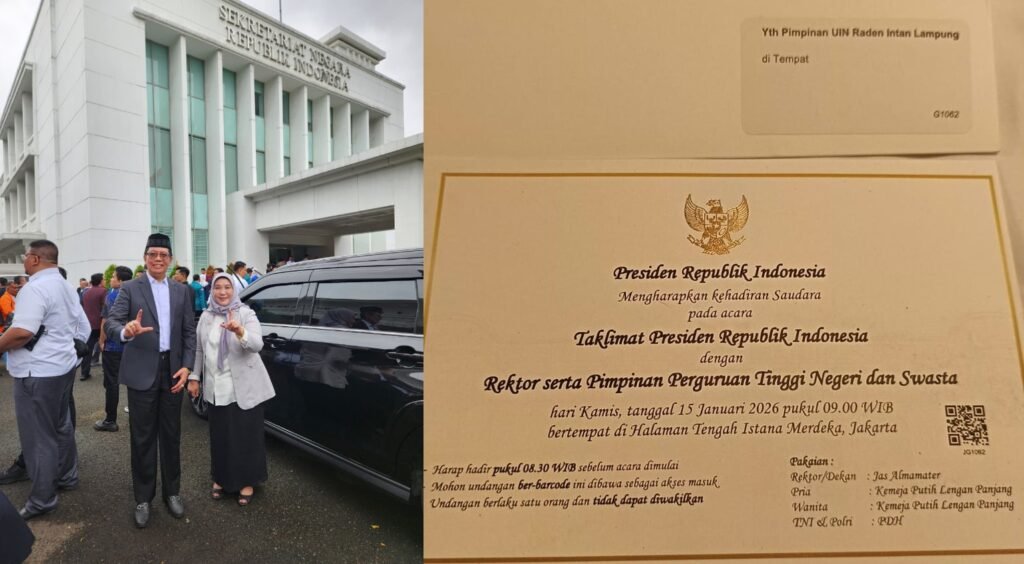 SEKRETARIAT NEGARA
REPUBLIK INDONESIA
Yth Pimpinan UIN Raden Intan Lampung
di Tempat
G1062
Presiden Republik Indonesia
Mengharapkan kehadiran Saudara
pada acara
Taklimat Presiden Republik Indonesia
dengan
Rektor serta Pimpinan Perguruan Tinggi Negeri dan Swasta
hari Kamis, tanggal 15 Januari 2026 pukul 09.00 WIB
bertempat di Halaman Tengah Istana Merdeka, Jakarta
JG1062
- Harap hadir pukul 08.30 WIB sebelum acara dimulai
- Mohon undangan ber-barcode ini dibawa sebagai akses masuk
- Undangan berlaku satu orang dan tidak dapat diwakilkan
Pakaian :
Rektor/Dekan : Jas Almamater
Pria : Kemeja Putih Lengan Panjang
Wanita : Kemeja Putih Lengan Panjang
TNI & Polri : PDH